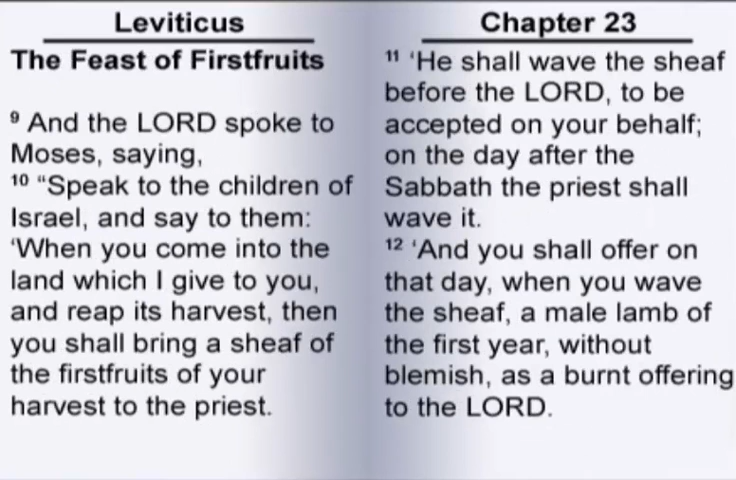 Leviticus
The Feast of Firstfruits
⁹ And the LORD spoke to
Moses, saying,
¹⁰ “Speak to the children of
Israel, and say to them:
‘When you come into the
land which I give to you,
and reap its harvest, then
you shall bring a sheaf of
the firstfruits of your
harvest to the priest.
Chapter 23
¹¹ ‘He shall wave the sheaf
before the LORD, to be
accepted on your behalf;
on the day after the
Sabbath the priest shall
wave it.
¹² ‘And you shall offer on
that day, when you wave
the sheaf, a male lamb of
the first year, without
blemish, as a burnt offering
to the LORD.